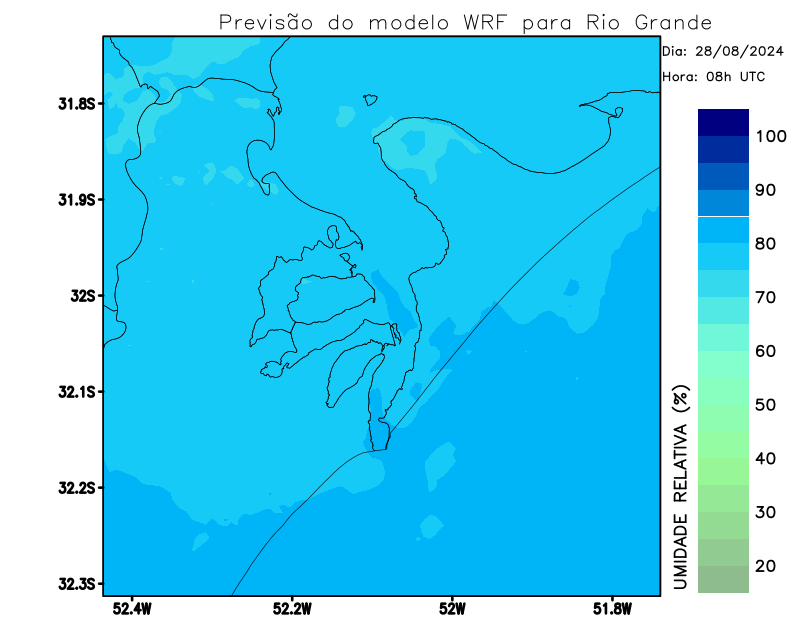 Previsão do modelo WRF para Rio Grande
Dia: 28/08/2024
Hora: 08h UTC
31.8S
31.9S
32S
32.1S
32.2S
32.3S
52.4W
52.2W
52W
51.8W
100
90
80
70
60
50
40
30
20
UMIDADE RELATIVA (%)